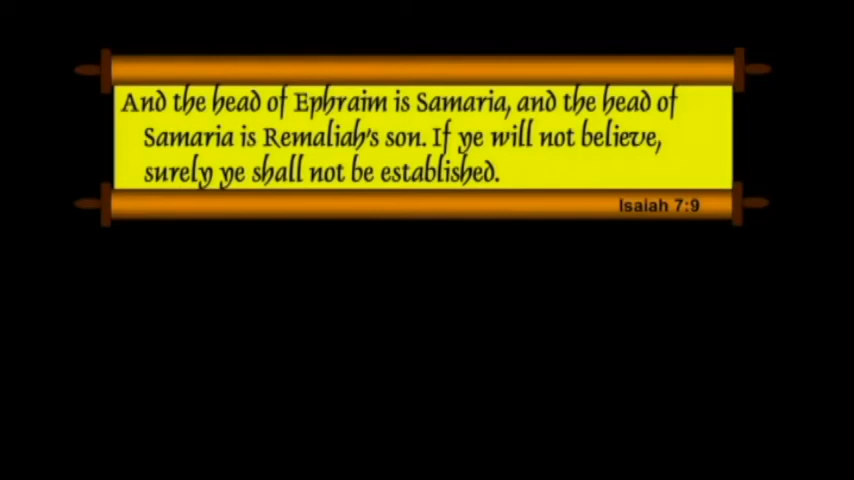 And the head of Ephraim is Samaria, and the head of
Samaria is Remaliah's son. If ye will not believe,
surely ye shall not be established.
Isaiah 7:9